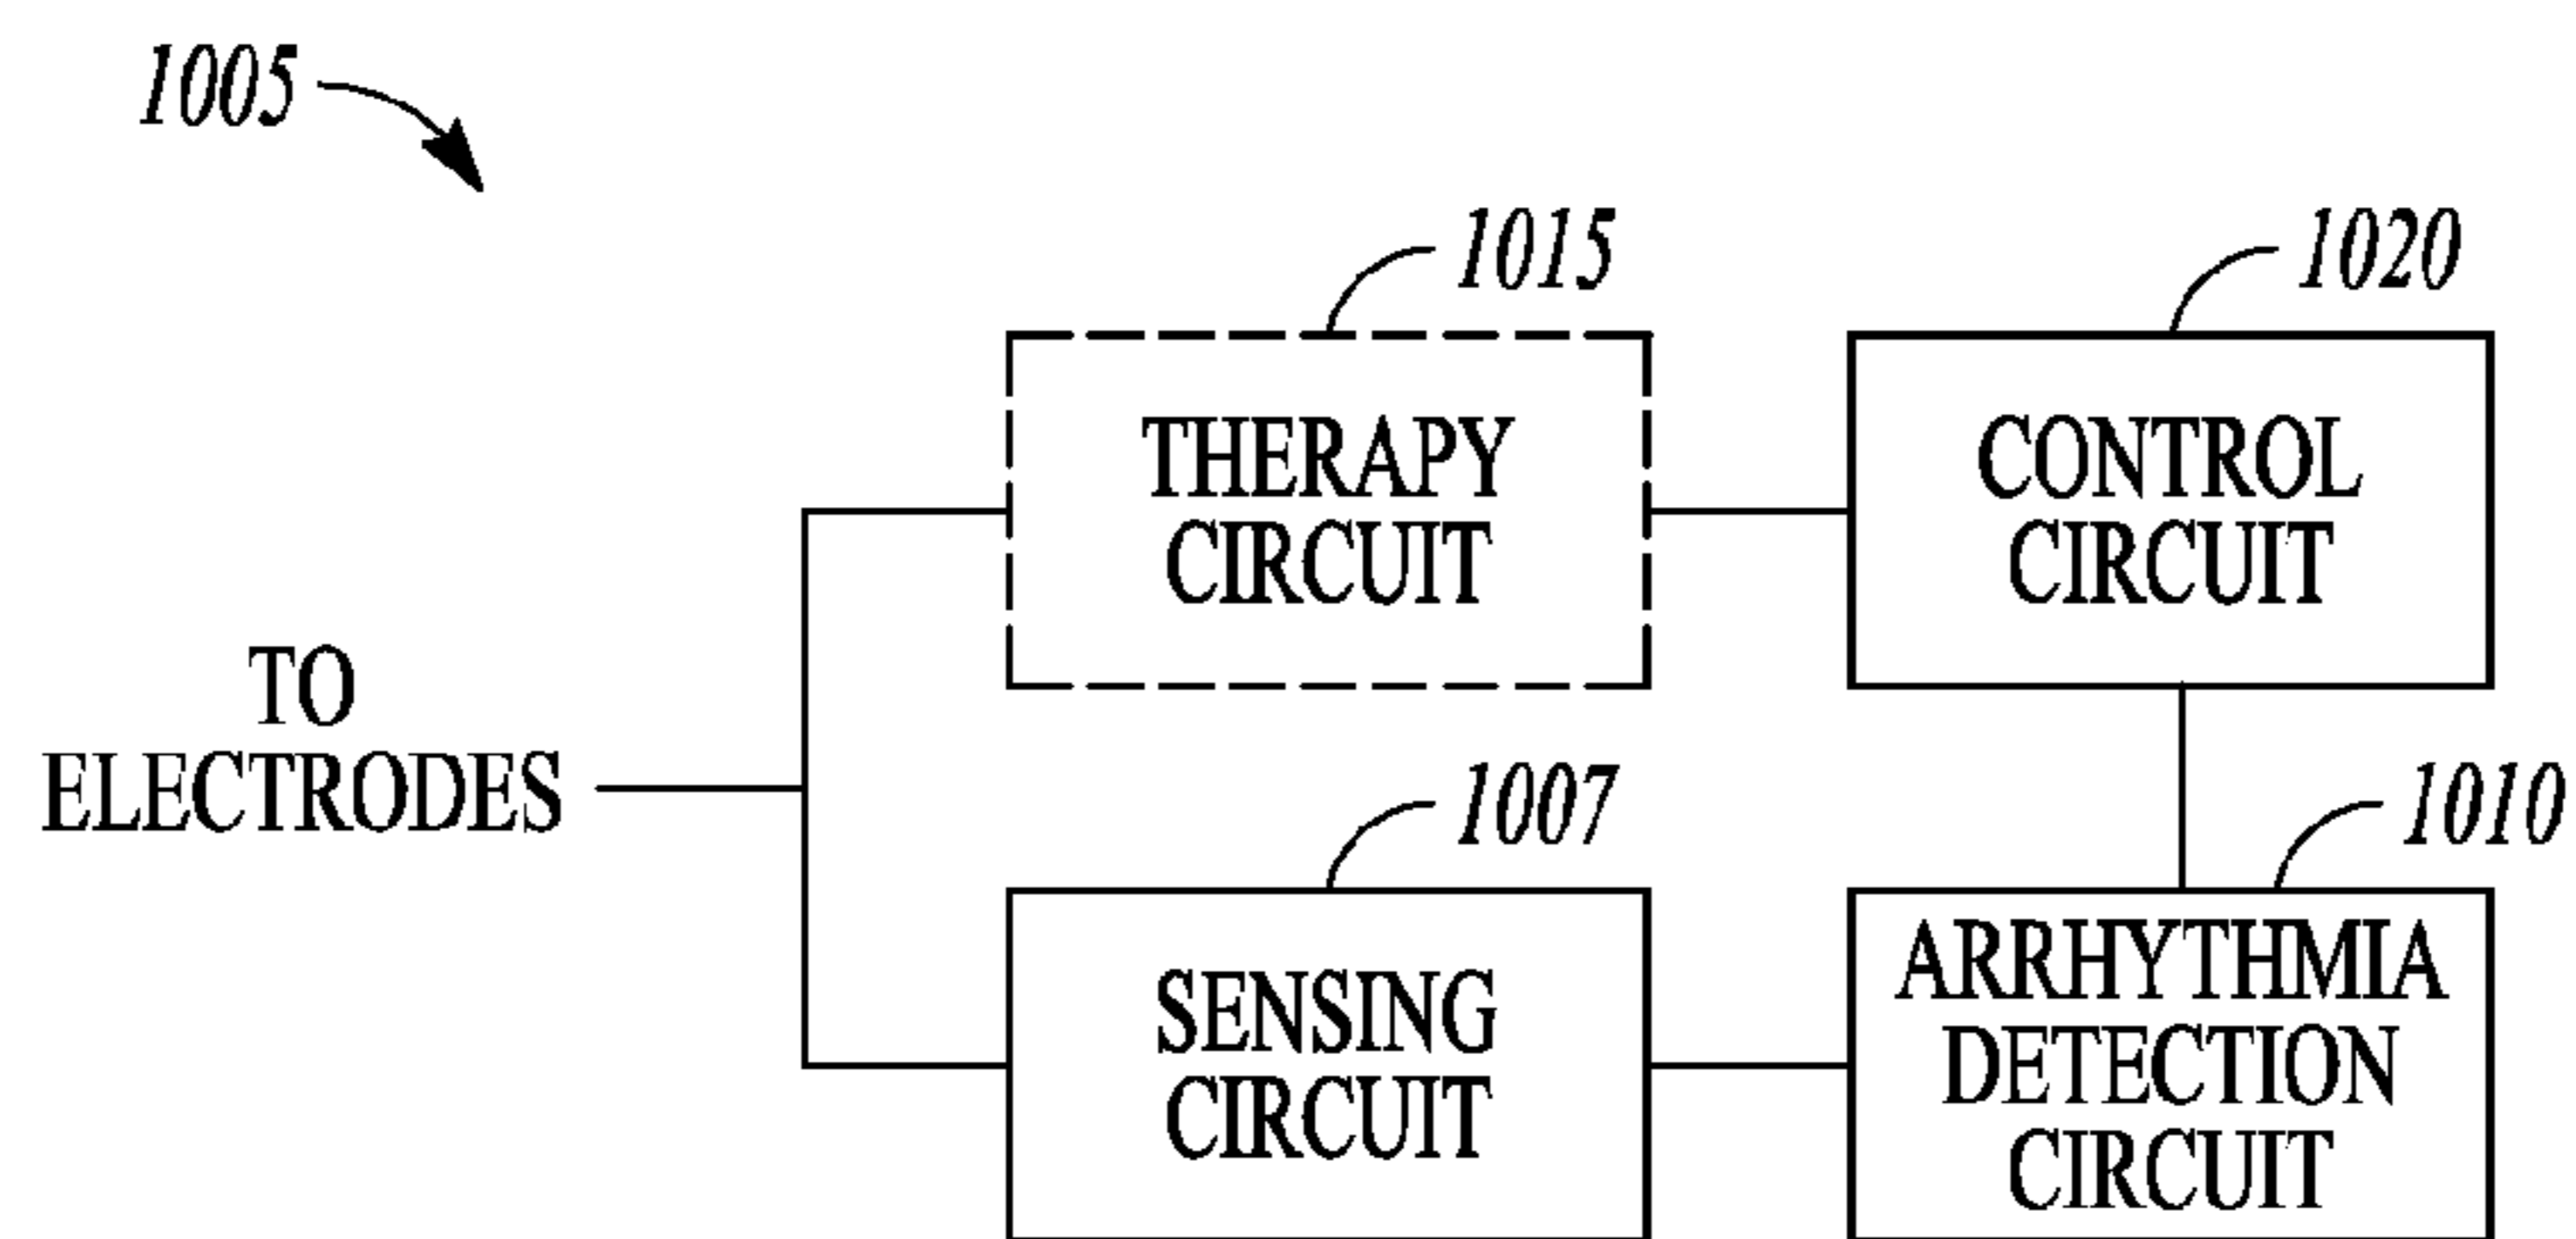 1005
1015
1020
THERAPY
CIRCUIT
CONTROL
CIRCUIT
TO
ELECTRODES
1007
1010
SENSING
CIRCUIT
ARRHYTHMIA
DETECTION
CIRCUIT